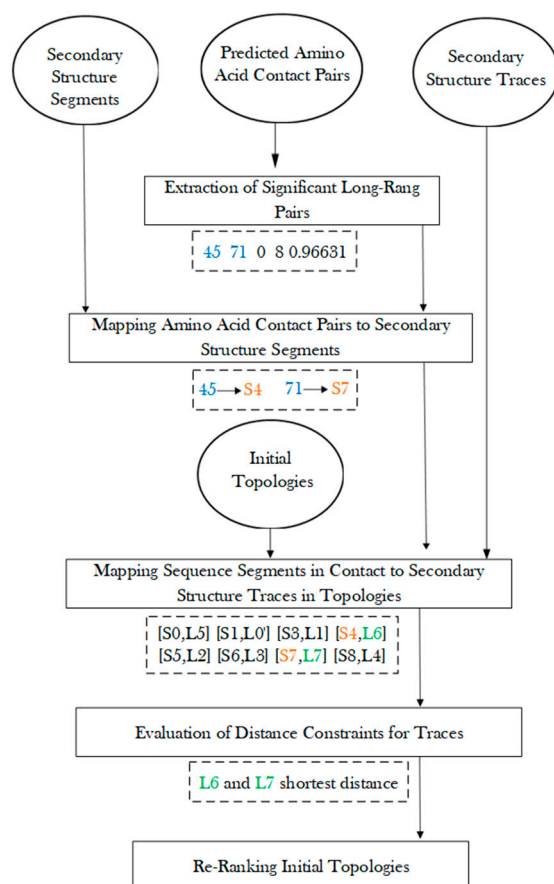 Secondary
Structure
Segments
Predicted Amino
Acid Contact Pairs
Secondary
Structure Traces
Extraction of Significant Long-Rang
Pairs
45 71 0 8 0.96631
Mapping Amino Acid Contact Pairs to Secondary
Structure Segments
45→S4 71→S7
Initial
Topologies
Mapping Sequence Segments in Contact to Secondary
Structure Traces in Topologies
[S0,L5] [S1,L0'] [S3,L1] [S4,L6]
[S5,L2] [S6,L3] [S7,L7] [S8,L4]
Evaluation of Distance Constraints for Traces
L6 and L7 shortest distance
Re-Ranking Initial Topologies